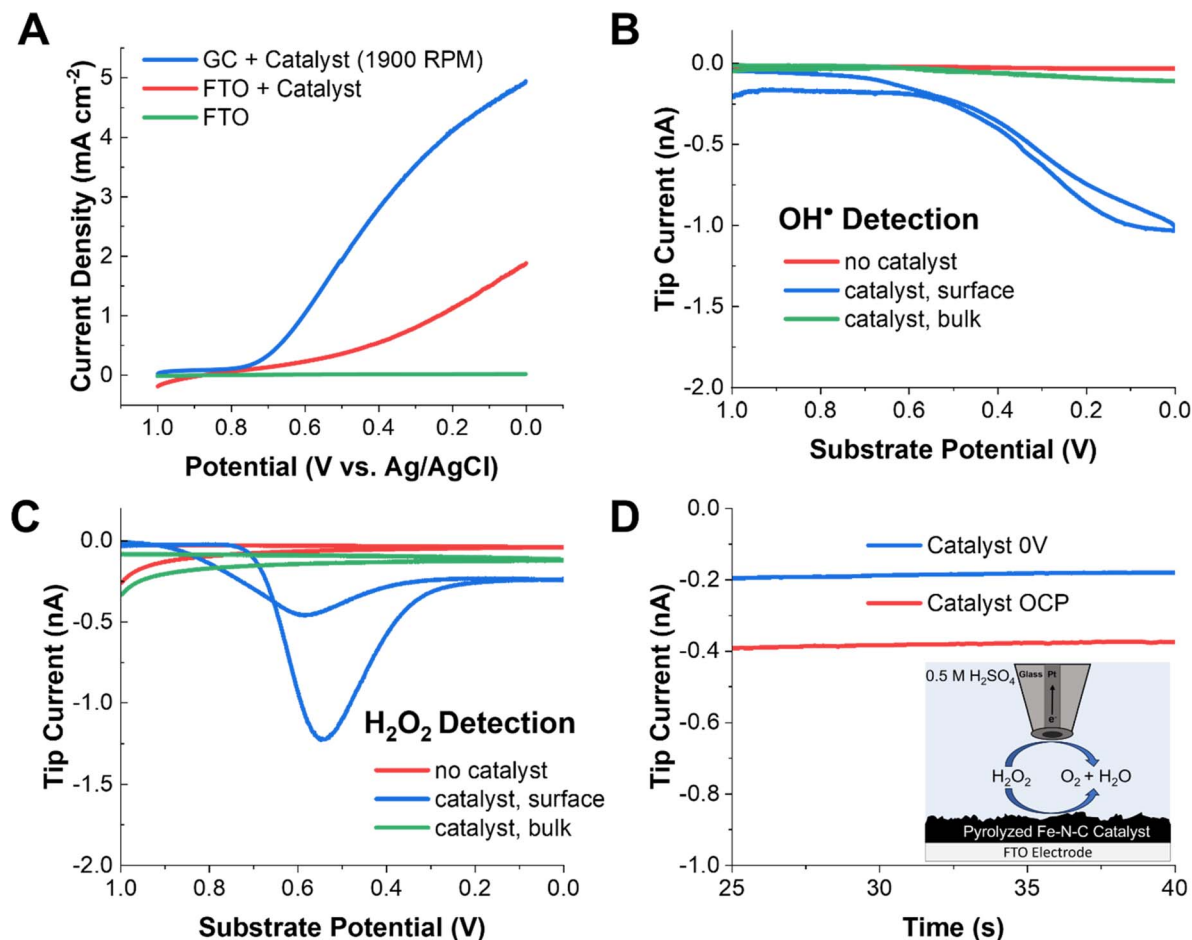 A
GC + Catalyst (1900 RPM)
FTO + Catalyst
FTO
Current Density (mA cm⁻²)
5
4
3
2
1
0
1.0 0.8 0.6 0.4 0.2 0.0
Potential (V vs. Ag/AgCl)
B
Tip Current (nA)
0.0
-0.5
-1.0
-1.5
-2.0
OH• Detection
no catalyst
catalyst, surface
catalyst, bulk
1.0 0.8 0.6 0.4 0.2 0.0
Substrate Potential (V)
C
Tip Current (nA)
0.0
-0.5
-1.0
-1.5
-2.0
H₂O₂ Detection
no catalyst
catalyst, surface
catalyst, bulk
1.0 0.8 0.6 0.4 0.2 0.0
Substrate Potential (V)
D
Tip Current (nA)
0.0
-0.2
-0.4
-0.6
-0.8
-1.0
Catalyst 0V
Catalyst OCP
0.5 M H₂SO₄
Glass Pt
e⁻
H₂O₂ O₂ + H₂O
Pyrolyzed Fe-N-C Catalyst
FTO Electrode
25 30 35 40
Time (s)